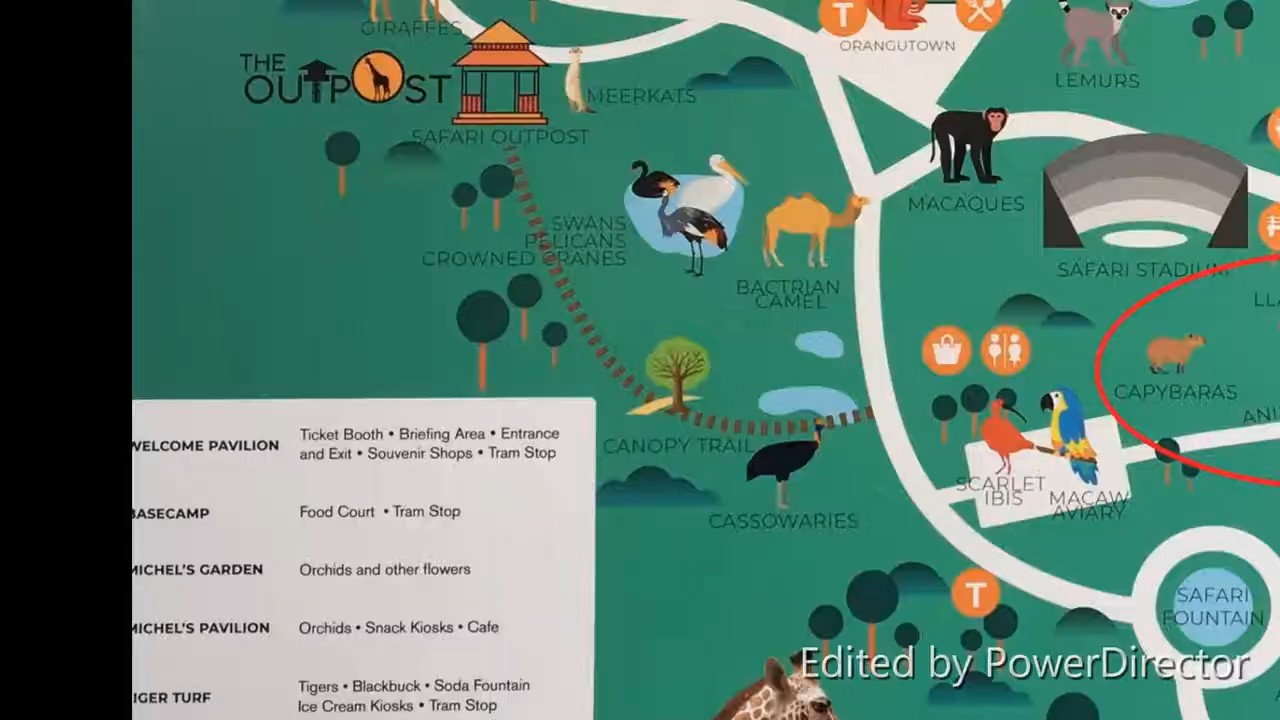 GIRAFFES
THE
OUTPOST
MEERKATS
SAFARI OUTPOST
T
ORANGUTOWN
LEMURS
MACAQUES
SAFARI STADIUM
SWANS
PELICANS
CROWNED CRANES
BACTRIAN
CAMEL
CAPYBARAS
CANOPY TRAIL
CASSOWARIES
SCARLET
IBIS
MACAW
AVIARY
T
SAFARI
FOUNTAIN
WELCOME PAVILION
Ticket Booth • Briefing Area • Entrance
and Exit • Souvenir Shops • Tram Stop
BASECAMP
Food Court • Tram Stop
MICHEL'S GARDEN
Orchids and other flowers
MICHEL'S PAVILION
Orchids • Snack Kiosks • Cafe
IGER TURF
Tigers • Blackbuck • Soda Fountain
Ice Cream Kiosks • Tram Stop
Edited by PowerDirector